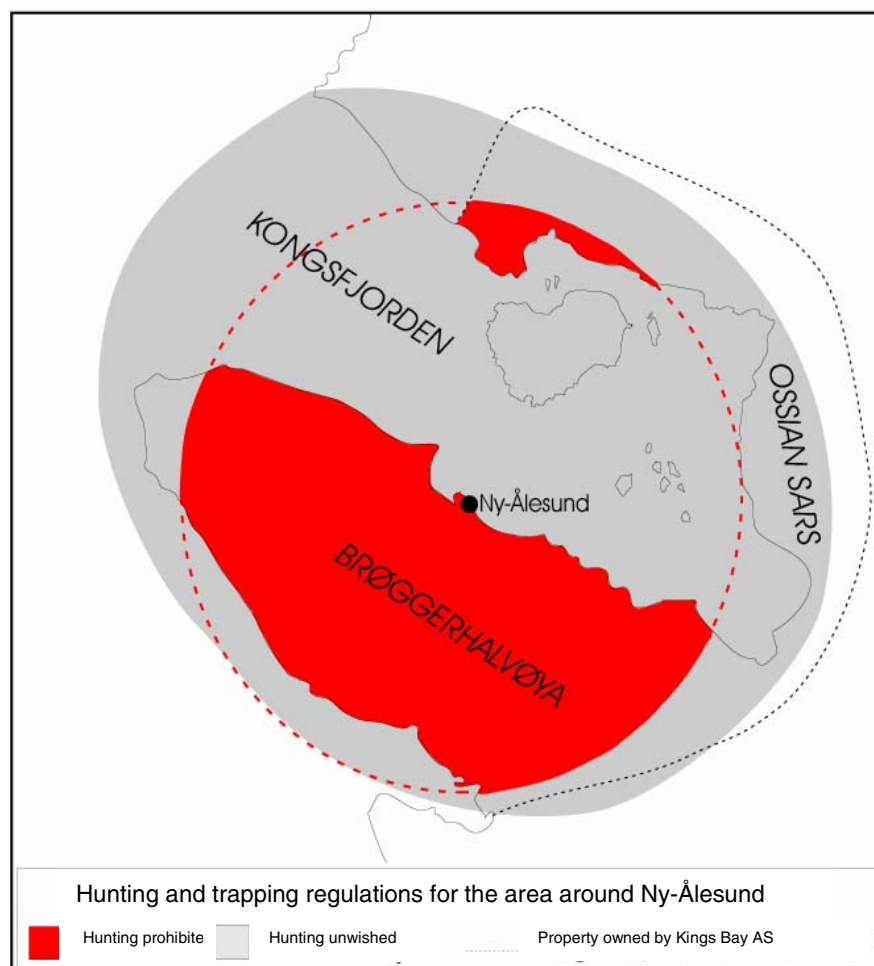 KONGSFJORDEN
OSSIAN SARS
Ny-Ålesund
BRØGGERHALVØYA
Hunting and trapping regulations for the area around Ny-Ålesund
Hunting prohibite
Hunting unwished
Property owned by Kings Bay AS